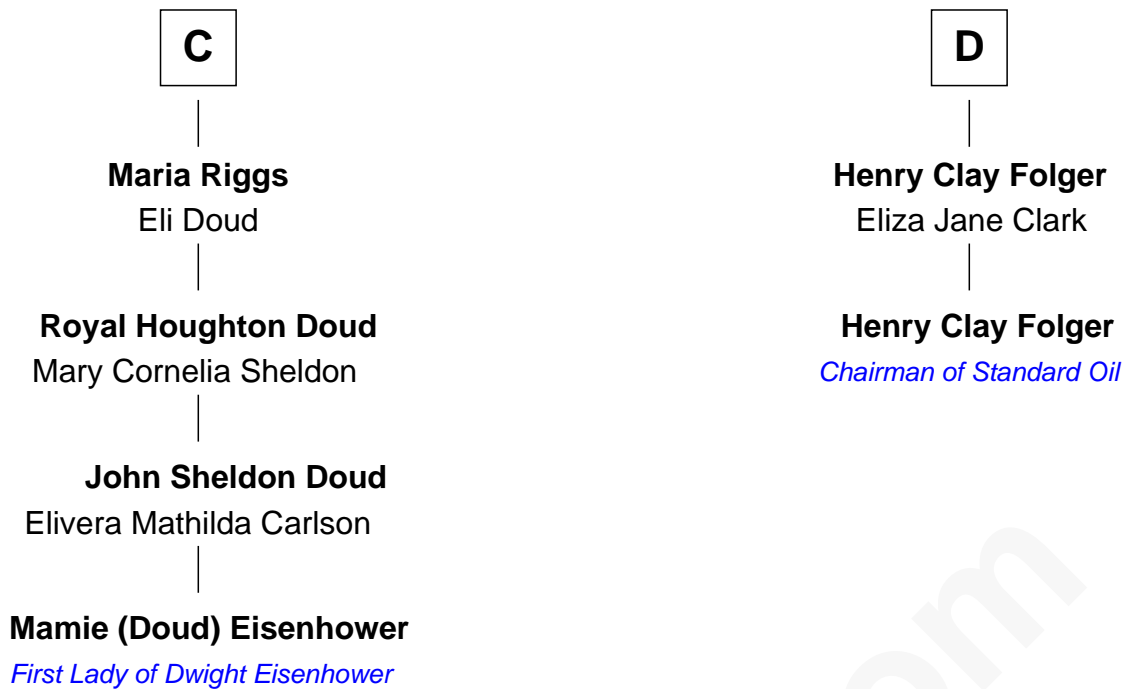 C
Maria Riggs
Eli Doud
Royal Houghton Doud
Mary Cornelia Sheldon
John Sheldon Doud
Elivera Mathilda Carlson
Mamie (Doud) Eisenhower
First Lady of Dwight Eisenhower
D
Henry Clay Folger
Eliza Jane Clark
Henry Clay Folger
Chairman of Standard Oil
om